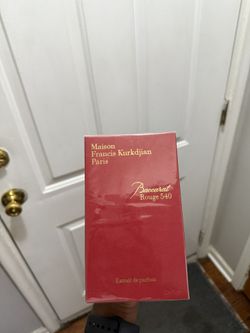 Maison
Francis Kurkdjian
Paris
Baccarat
Rouge 540
Extrait de parfum